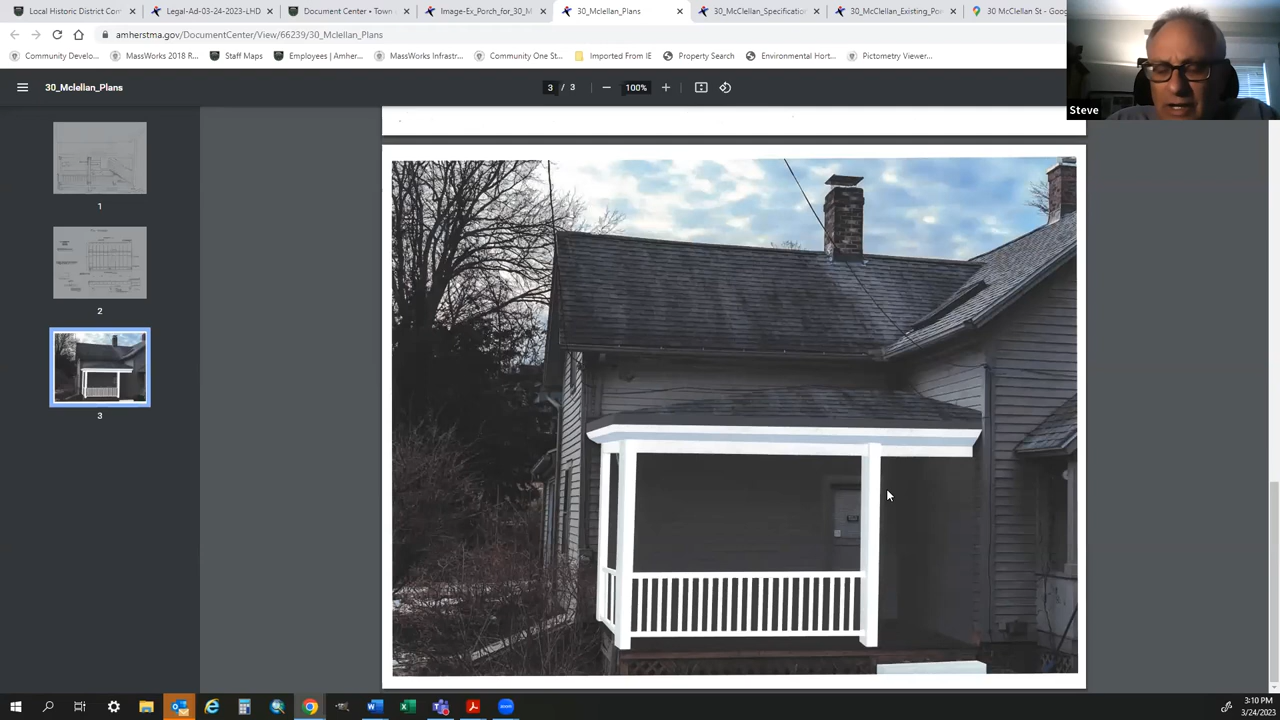 Local Historic District Com
Legal-Ad-03-24-2023-LHD
Document Center • Town
Image-Ex_Porch_for_30_M
30_Mclellan_Plans
30_McClellan_Specification
30_McClellan_Existing_Po
30 McClellan St - Goo
amherstma.gov/DocumentCenter/View/66239/30_Mclellan_Plans
Community Develo...
MassWorks 2018 R...
Staff Maps
Employees | Amher...
MassWorks Infrastr...
Community One St...
Imported From IE
Property Search
Environmental Hort...
Pictometry Viewer...
30_Mclellan_Plans
3 / 3
100%
Steve
1
2
3
3:10 PM
3/24/2023